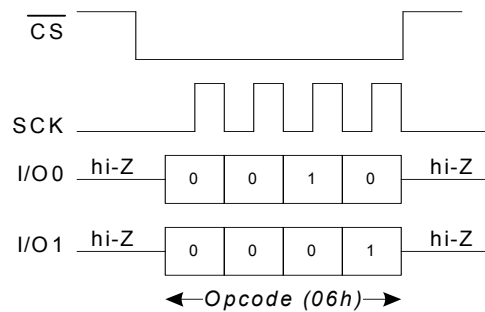 CS
SCK
I/O0 hi-Z 0 0 1 0 hi-Z
I/O1 hi-Z 0 0 0 1 hi-Z
Opcode (06h)